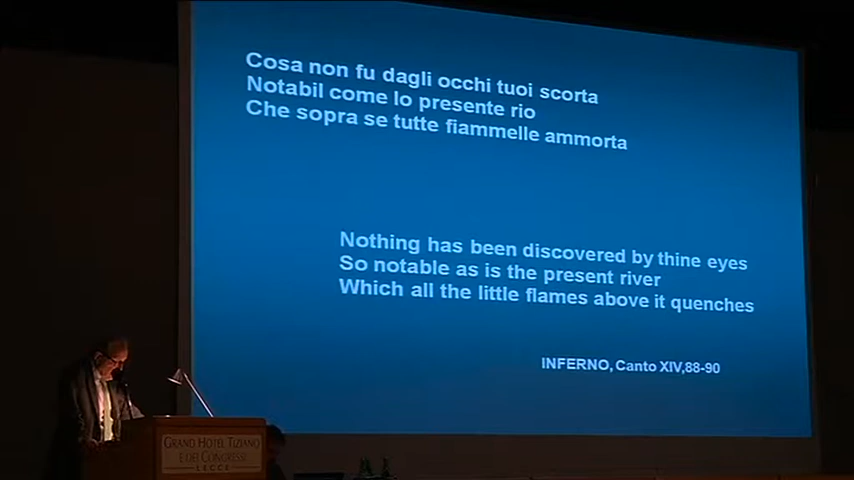 Cosa non fu dagli occhi tuoi scorta
Notabil come lo presente rio
Che sopra se tutte fiammelle ammorta
Nothing has been discovered by thine eyes
So notable as is the present river
Which all the little flames above it quenches
INFERNO, Canto XIV,88-90
GRAND HOTEL TIZIANO
E DEI CONGRESSI
LECCE